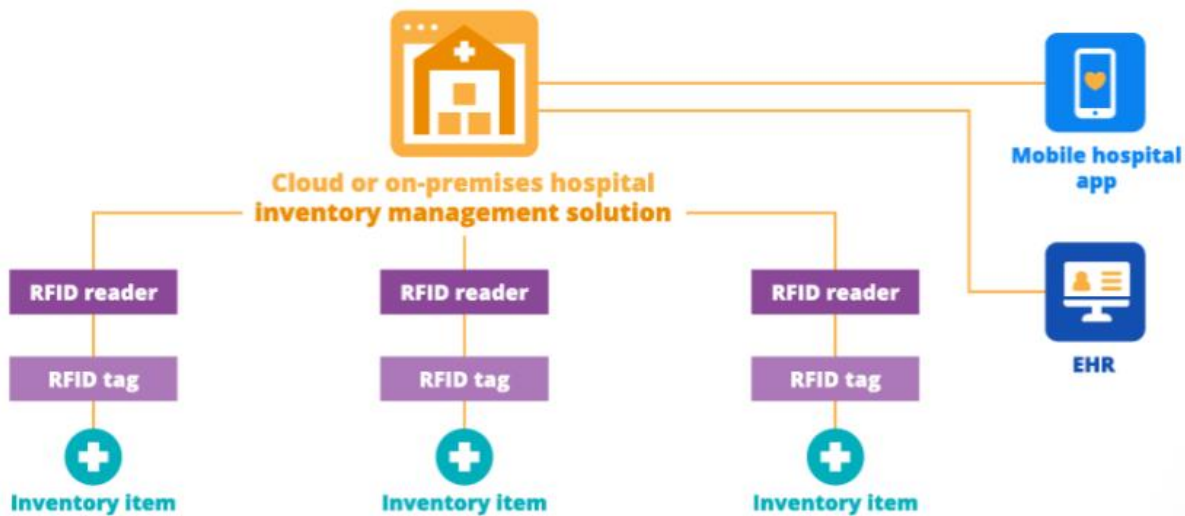 Mobile hospital
app
Cloud or on-premises hospital
inventory management solution
RFID reader
RFID reader
RFID reader
EHR
RFID tag
RFID tag
RFID tag
Inventory item
Inventory item
Inventory item